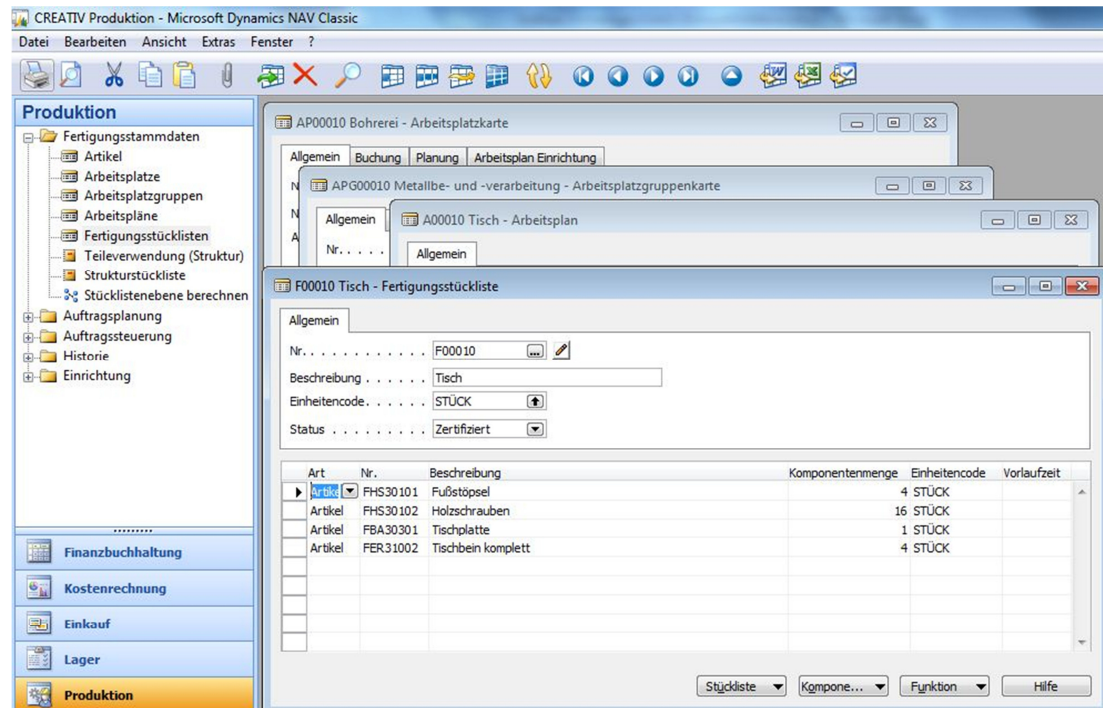 CREATIV Produktion - Microsoft Dynamics NAV Classic
Datei Bearbeiten Ansicht Extras Fenster ?
Produktion
Fertigungsstammdaten
Artikel
Arbeitsplatze
Arbeitsplatzgruppen
Arbeitspläne
Fertigungsstücklisten
Teileverwendung (Struktur)
Strukturstückliste
Stücklistenebene berechnen
Auftragsplanung
Auftragssteuerung
Historie
Einrichtung
Finanzbuchhaltung
Kostenrechnung
Einkauf
Lager
Produktion
AP00010 Bohrerei - Arbeitsplatzkarte
Allgemein Buchung Planung Arbeitsplan Einrichtung
N
N
A
APG00010 Metallbe- und -verarbeitung - Arbeitsplatzgruppenkarte
Allgemein
Nr. . . . .
A00010 Tisch - Arbeitsplan
Allgemein
F00010 Tisch - Fertigungsstückliste
Allgemein
Nr. . . . . . . . . . . . . F00010 ...
Beschreibung . . . . . . Tisch
Einheitencode. . . . . . STÜCK
Status . . . . . . . . . Zertifiziert
Art Nr. Beschreibung Komponentenmenge Einheitencode Vorlaufzeit
Artike FHS30101 Fußstöpsel 4 STÜCK
Artikel FHS30102 Holzschrauben 16 STÜCK
Artikel FBA30301 Tischplatte 1 STÜCK
Artikel FER31002 Tischbein komplett 4 STÜCK
Stückliste Kompone... Funktion Hilfe